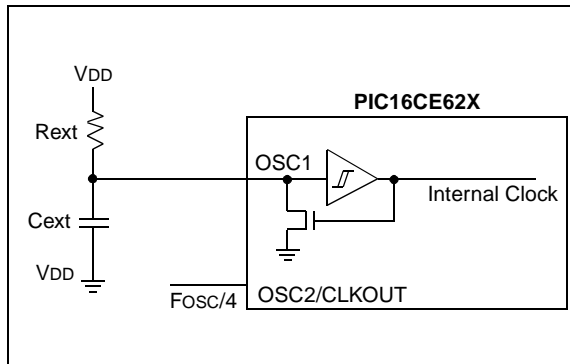 VDD
PIC16CE62X
Rext
OSC1
Internal Clock
Cext
VDD
FOSC/4
OSC2/CLKOUT